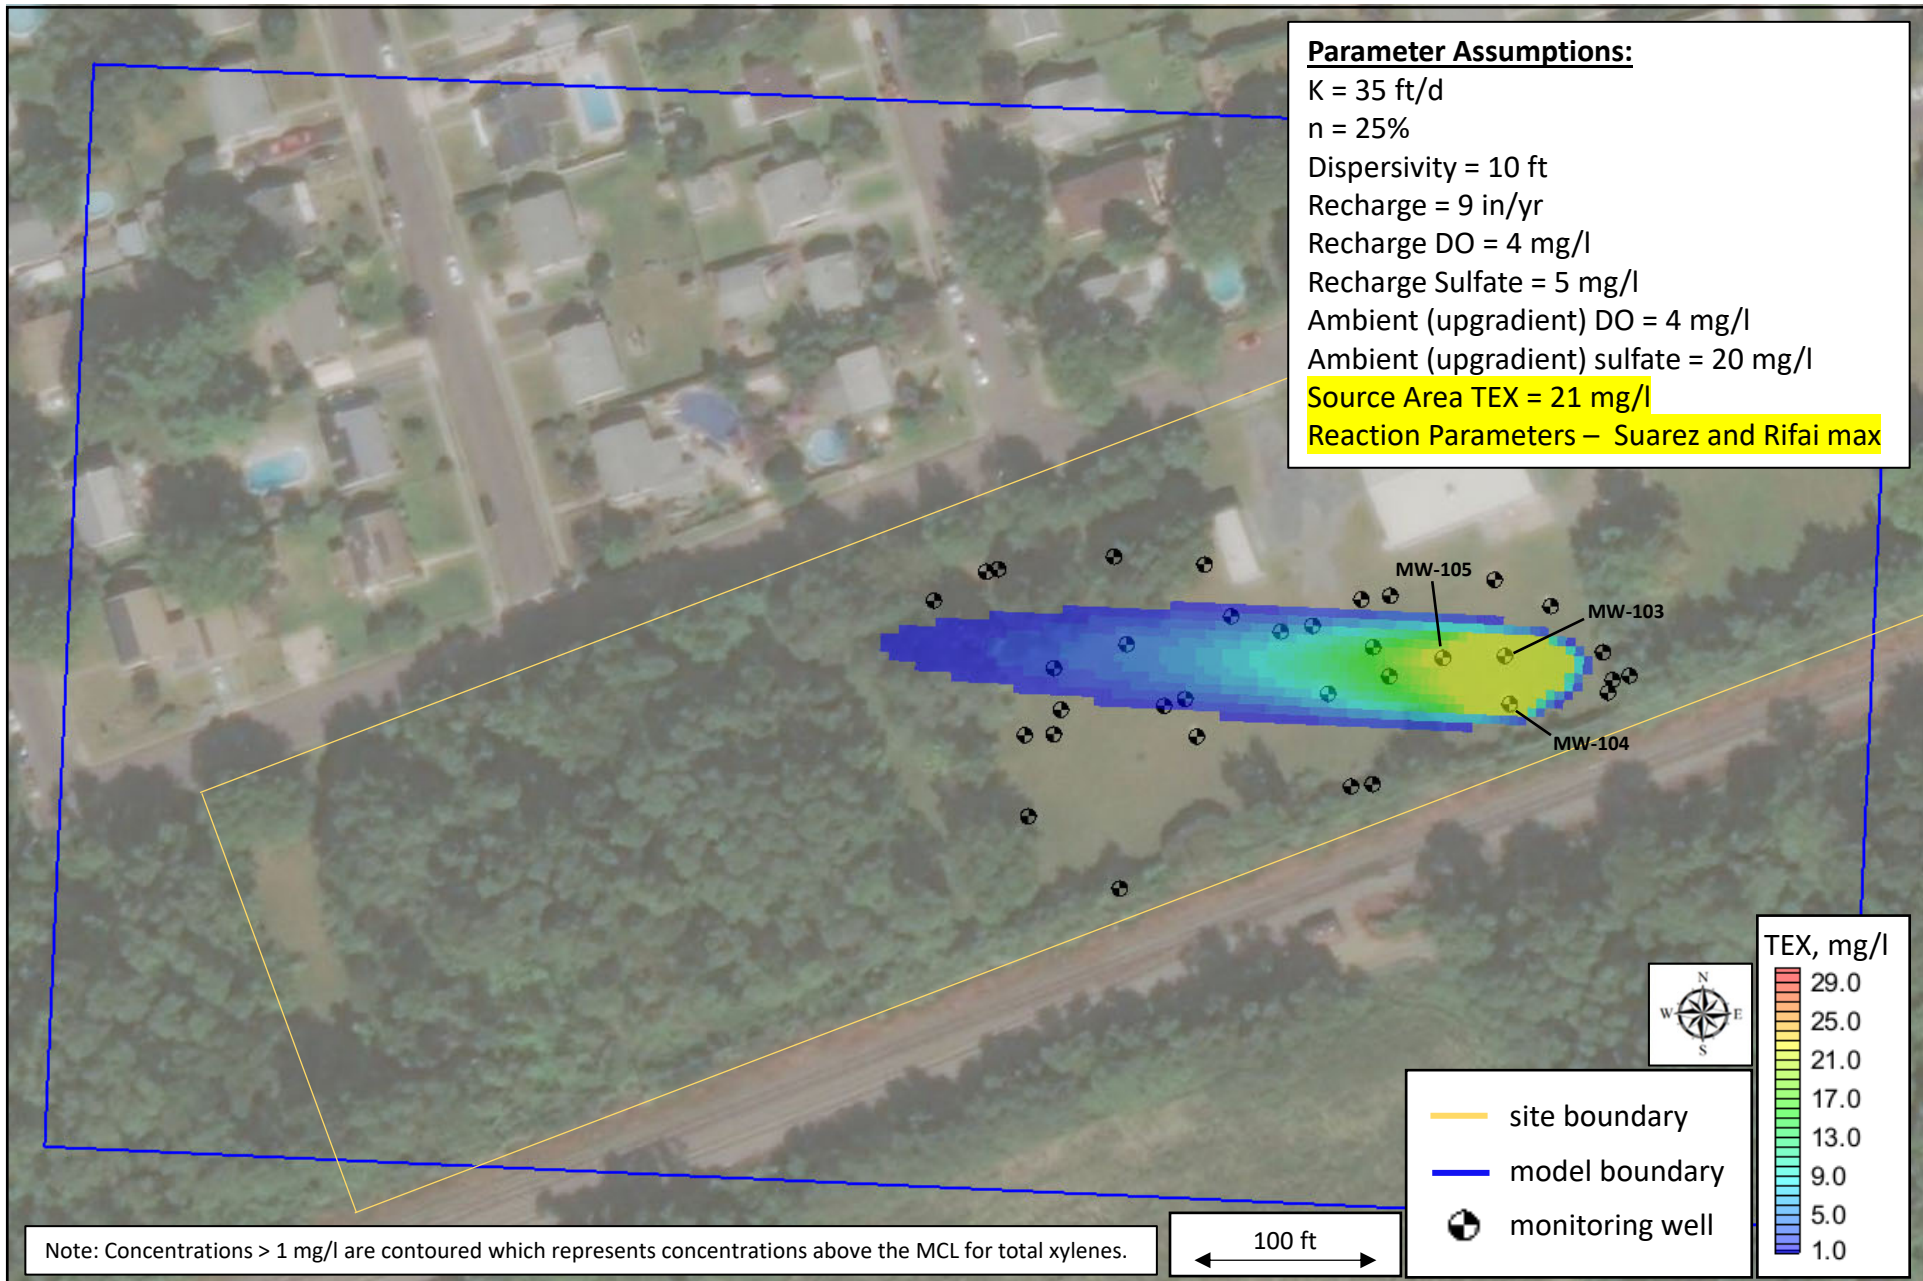 Parameter Assumptions:
K = 35 ft/d
n = 25%
Dispersivity = 10 ft
Recharge = 9 in/yr
Recharge DO = 4 mg/l
Recharge Sulfate = 5 mg/l
Ambient (upgradient) DO = 4 mg/l
Ambient (upgradient) sulfate = 20 mg/l
Source Area TEX = 21 mg/l
Reaction Parameters – Suarez and Rifai max
MW-105
MW-103
MW-104
TEX, mg/l
29.0
25.0
21.0
17.0
13.0
9.0
5.0
1.0
N
W E
S
site boundary
model boundary
monitoring well
100 ft
Note: Concentrations > 1 mg/l are contoured which represents concentrations above the MCL for total xylenes.